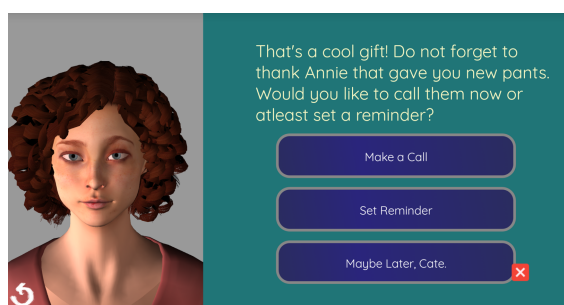 That's a cool gift! Do not forget to
thank Annie that gave you new pants.
Would you like to call them now or
atleast set a reminder?
Make a Call
Set Reminder
Maybe Later, Cate.